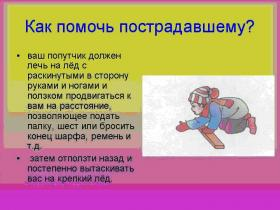 Как помочь пострадавшему?
• ваш попутчик должен
лечь на лёд с
раскинутыми в сторону
руками и ногами и
ползком продвигаться к
вам на расстояние,
позволяющее подать
палку, шест или бросить
конец шарфа, ремень и
т.д.
• затем отползти назад и
постепенно вытаскивать
вас на крепкий лёд.